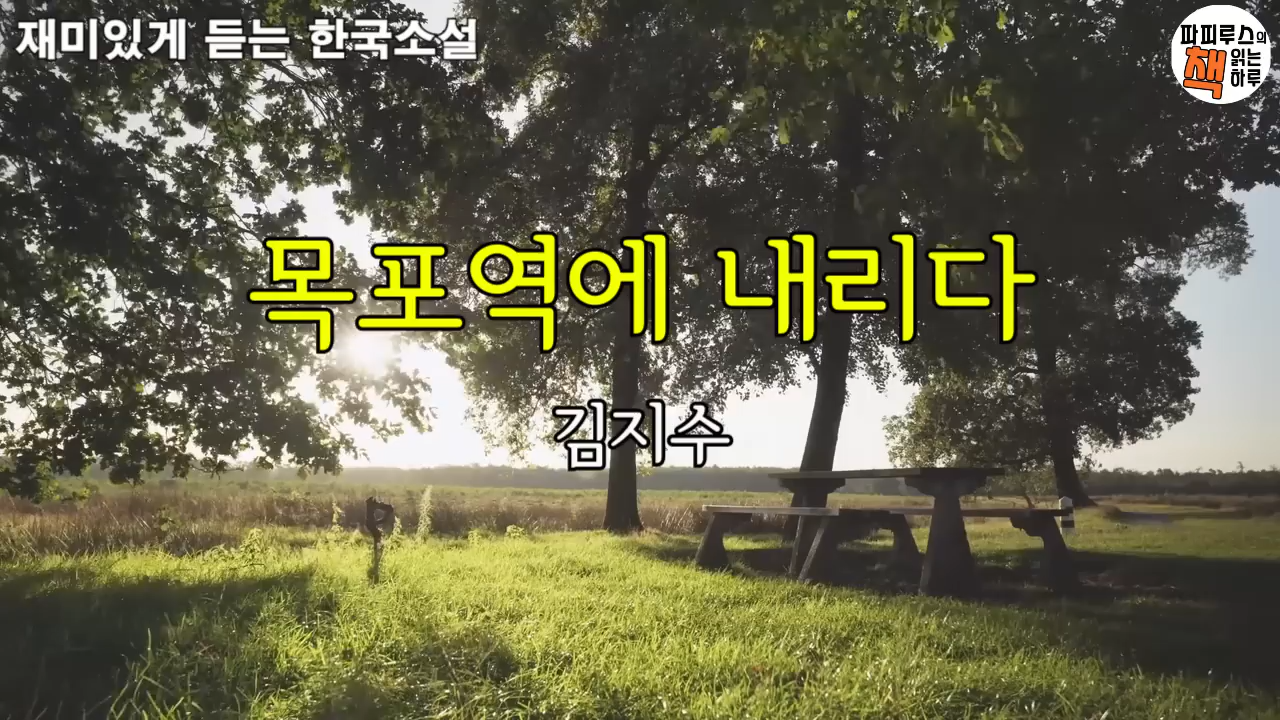 재미있게 듣는 한국소설
파피루스의
책 읽는
하루
목포역에 내리다
김지수